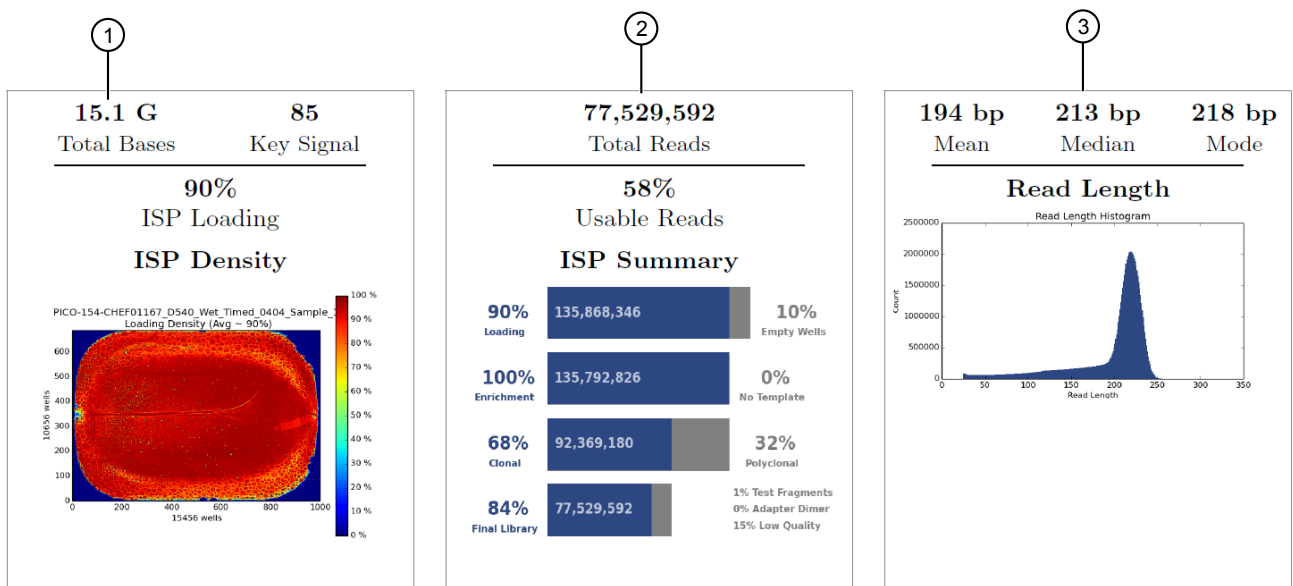 1
2
3
15.1 G
85
Total Bases
Key Signal
90%
ISP Loading
ISP Density
PICO-154-CHEF01167_D540_Wet_Timed_0404_Sample_
Loading Density (Avg ~ 90%)
100 %
90 %
80 %
70 %
60 %
50 %
40 %
30 %
20 %
10 %
0 %
10656 wells
600
500
400
300
200
100
0
0 200 400 600 800 1000
15456 wells
77,529,592
Total Reads
58%
Usable Reads
ISP Summary
90%
Loading
135,868,346
10%
Empty Wells
100%
Enrichment
135,792,826
0%
No Template
68%
Clonal
92,369,180
32%
Polyclonal
84%
Final Library
77,529,592
1% Test Fragments
0% Adapter Dimer
15% Low Quality
194 bp
213 bp
218 bp
Mean
Median
Mode
Read Length
Read Length Histogram
Count
2500000
2000000
1500000
1000000
500000
0
0 50 100 150 200 250 300 350
Read Length